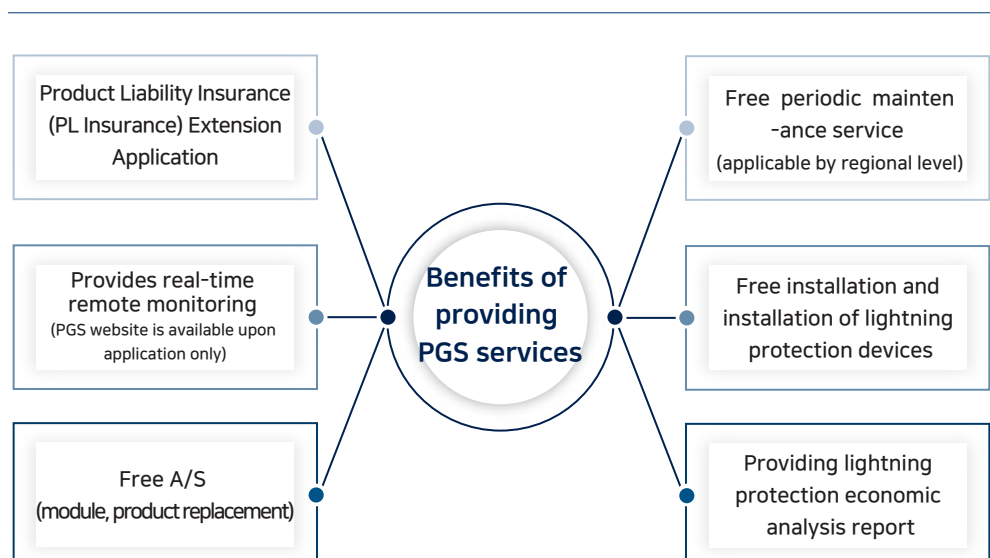 Product Liability Insurance
(PL Insurance) Extension
Application
Provides real-time
remote monitoring
(PGS website is available upon
application only)
Free A/S
(module, product replacement)
Benefits of
providing
PGS services
Free periodic mainten
-ance service
(applicable by regional level)
Free installation and
installation of lightning
protection devices
Providing lightning
protection economic
analysis report